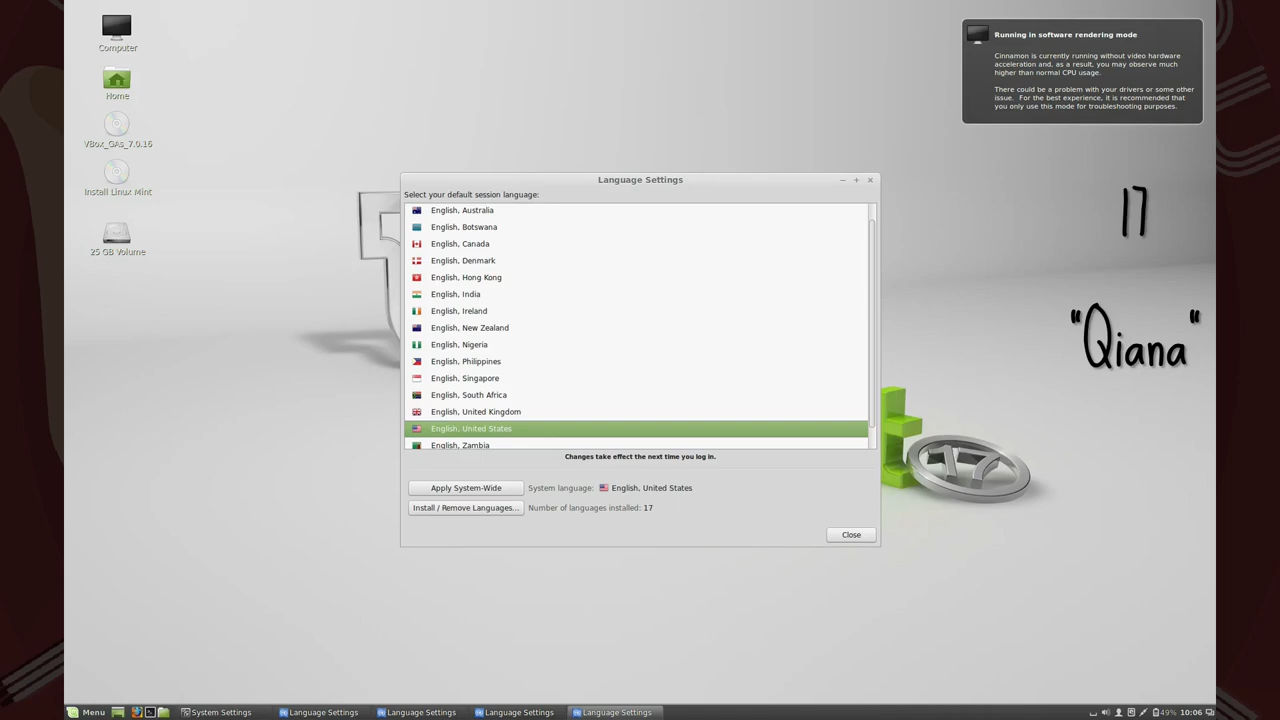 Computer
Home
VBox_GAs_7.0.16
Install Linux Mint
25 GB Volume
Running in software rendering mode
Cinnamon is currently running without video hardware
acceleration and, as a result, you may observe much
higher than normal CPU usage.
There could be a problem with your drivers or some other
issue.  For the best experience, it is recommended that
you only use this mode for troubleshooting purposes.
17
"Qiana"
17
Language Settings
Select your default session language:
English, Australia
English, Botswana
English, Canada
English, Denmark
English, Hong Kong
English, India
English, Ireland
English, New Zealand
English, Nigeria
English, Philippines
English, Singapore
English, South Africa
English, United Kingdom
English, United States
English, Zambia
Changes take effect the next time you log in.
Apply System-Wide
System language: English, United States
Install / Remove Languages...
Number of languages installed: 17
Close
Menu
System Settings
Language Settings
Language Settings
Language Settings
Language Settings
49%
10:06